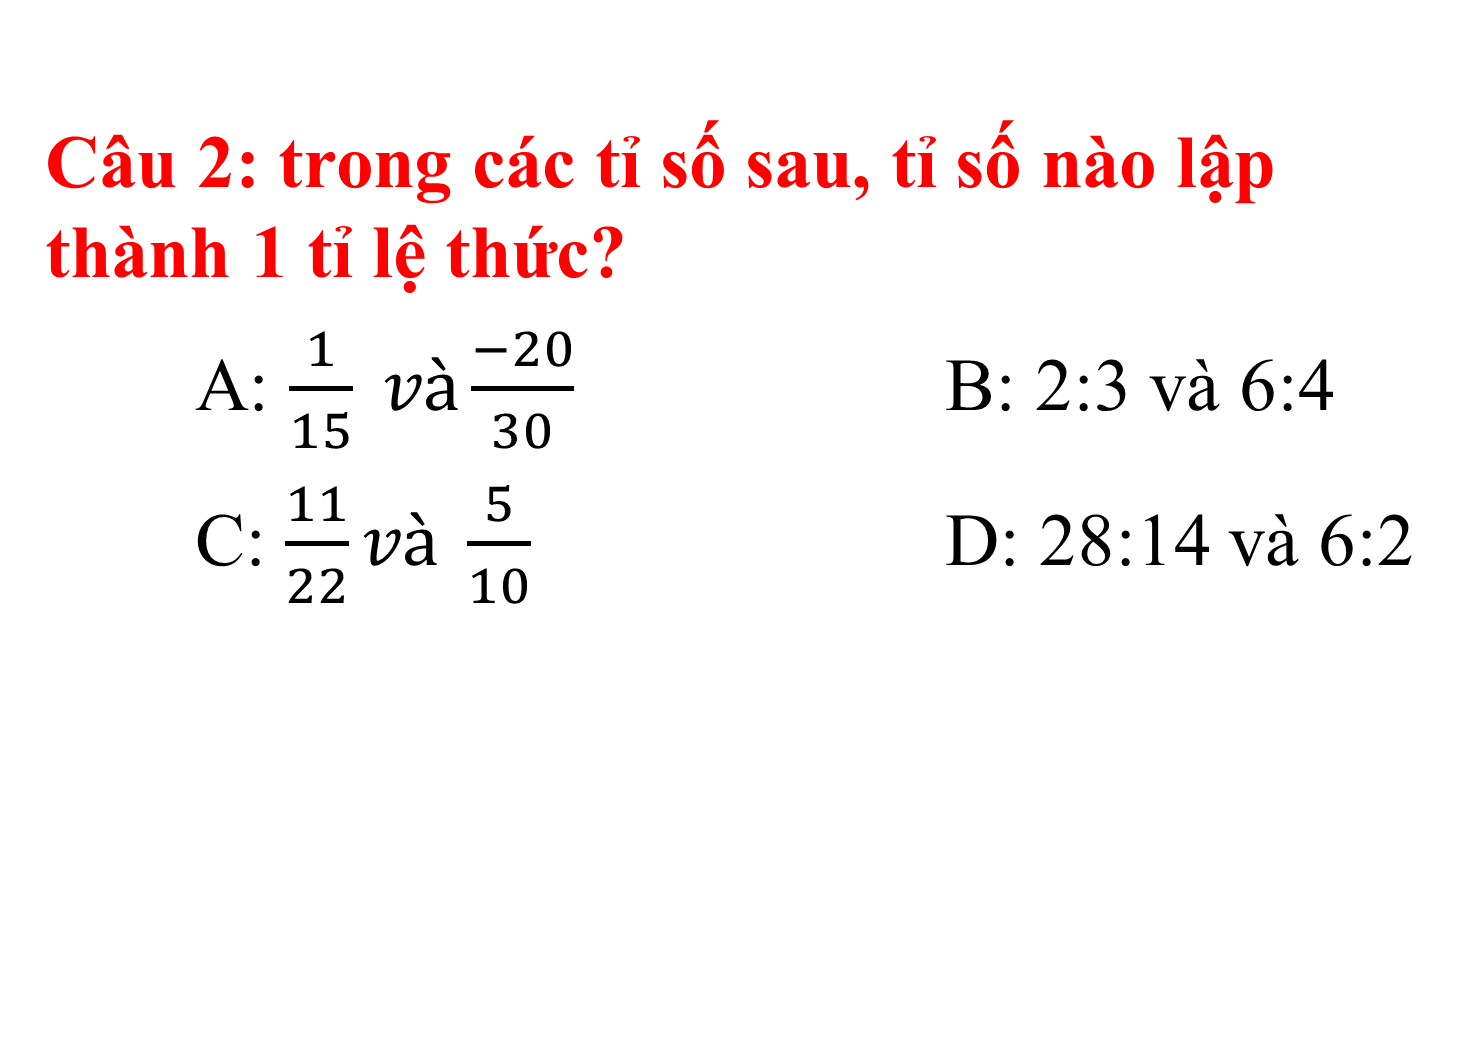 Câu 2: trong các tỉ số sau, tỉ số nào lập
thành 1 tỉ lệ thức?
A: 1/15 và -20/30 B: 2:3 và 6:4
C: 11/22 và 5/10 D: 28:14 và 6:2